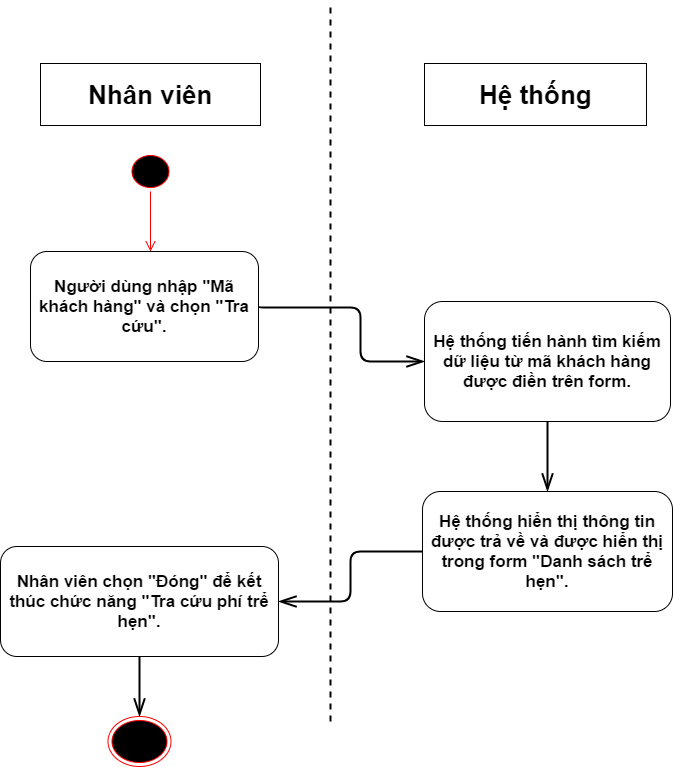 Nhân viên
Hệ thống
Người dùng nhập "Mã
khách hàng" và chọn "Tra
cứu".
Hệ thống tiến hành tìm kiếm
dữ liệu từ mã khách hàng
được điền trên form.
Hệ thống hiển thị thông tin
được trả về và được hiển thị
trong form "Danh sách trể
hẹn".
Nhân viên chọn "Đóng" để kết
thúc chức năng "Tra cứu phí trể
hẹn".